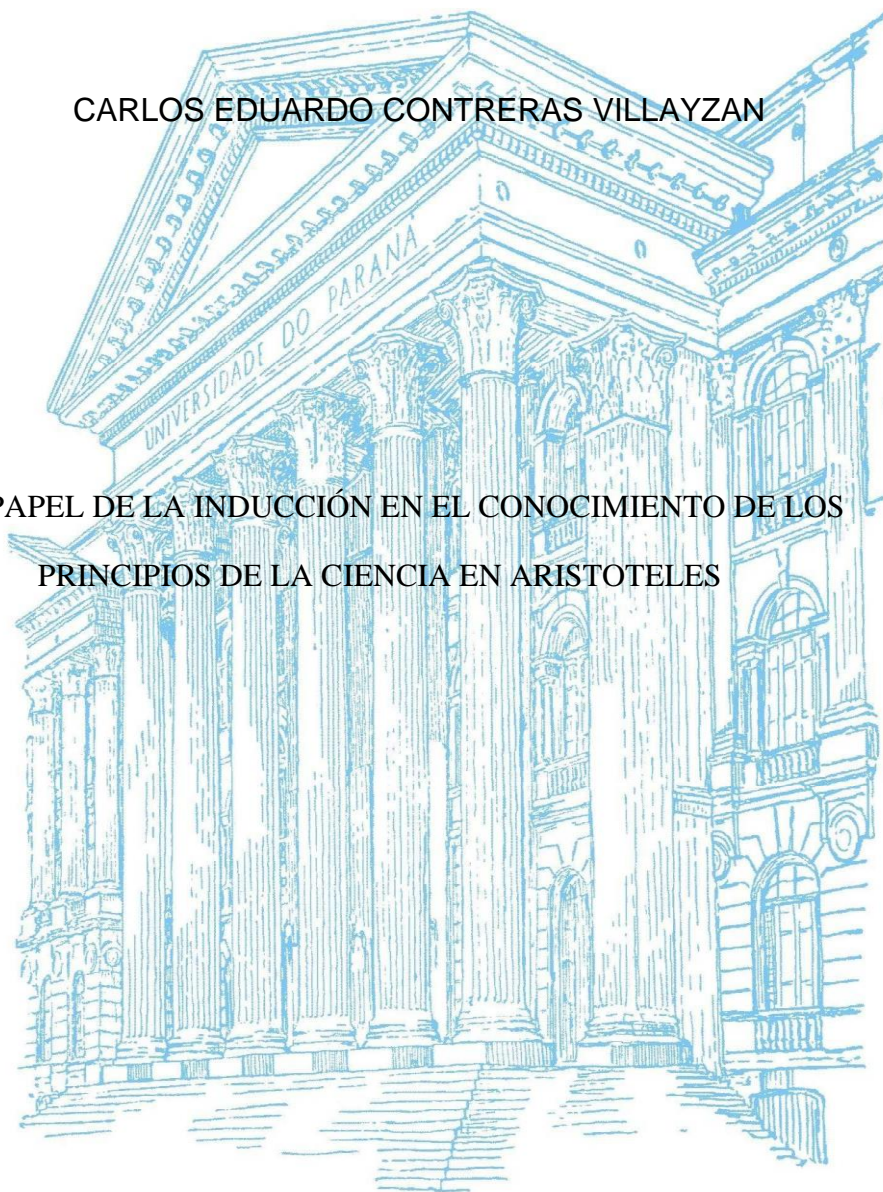 CARLOS EDUARDO CONTRERAS VILLAYZAN
UNIVERSIDADE DO PARANÁ
PAPEL DE LA INDUCCIÓN EN EL CONOCIMIENTO DE LOS
PRINCIPIOS DE LA CIENCIA EN ARISTOTELES